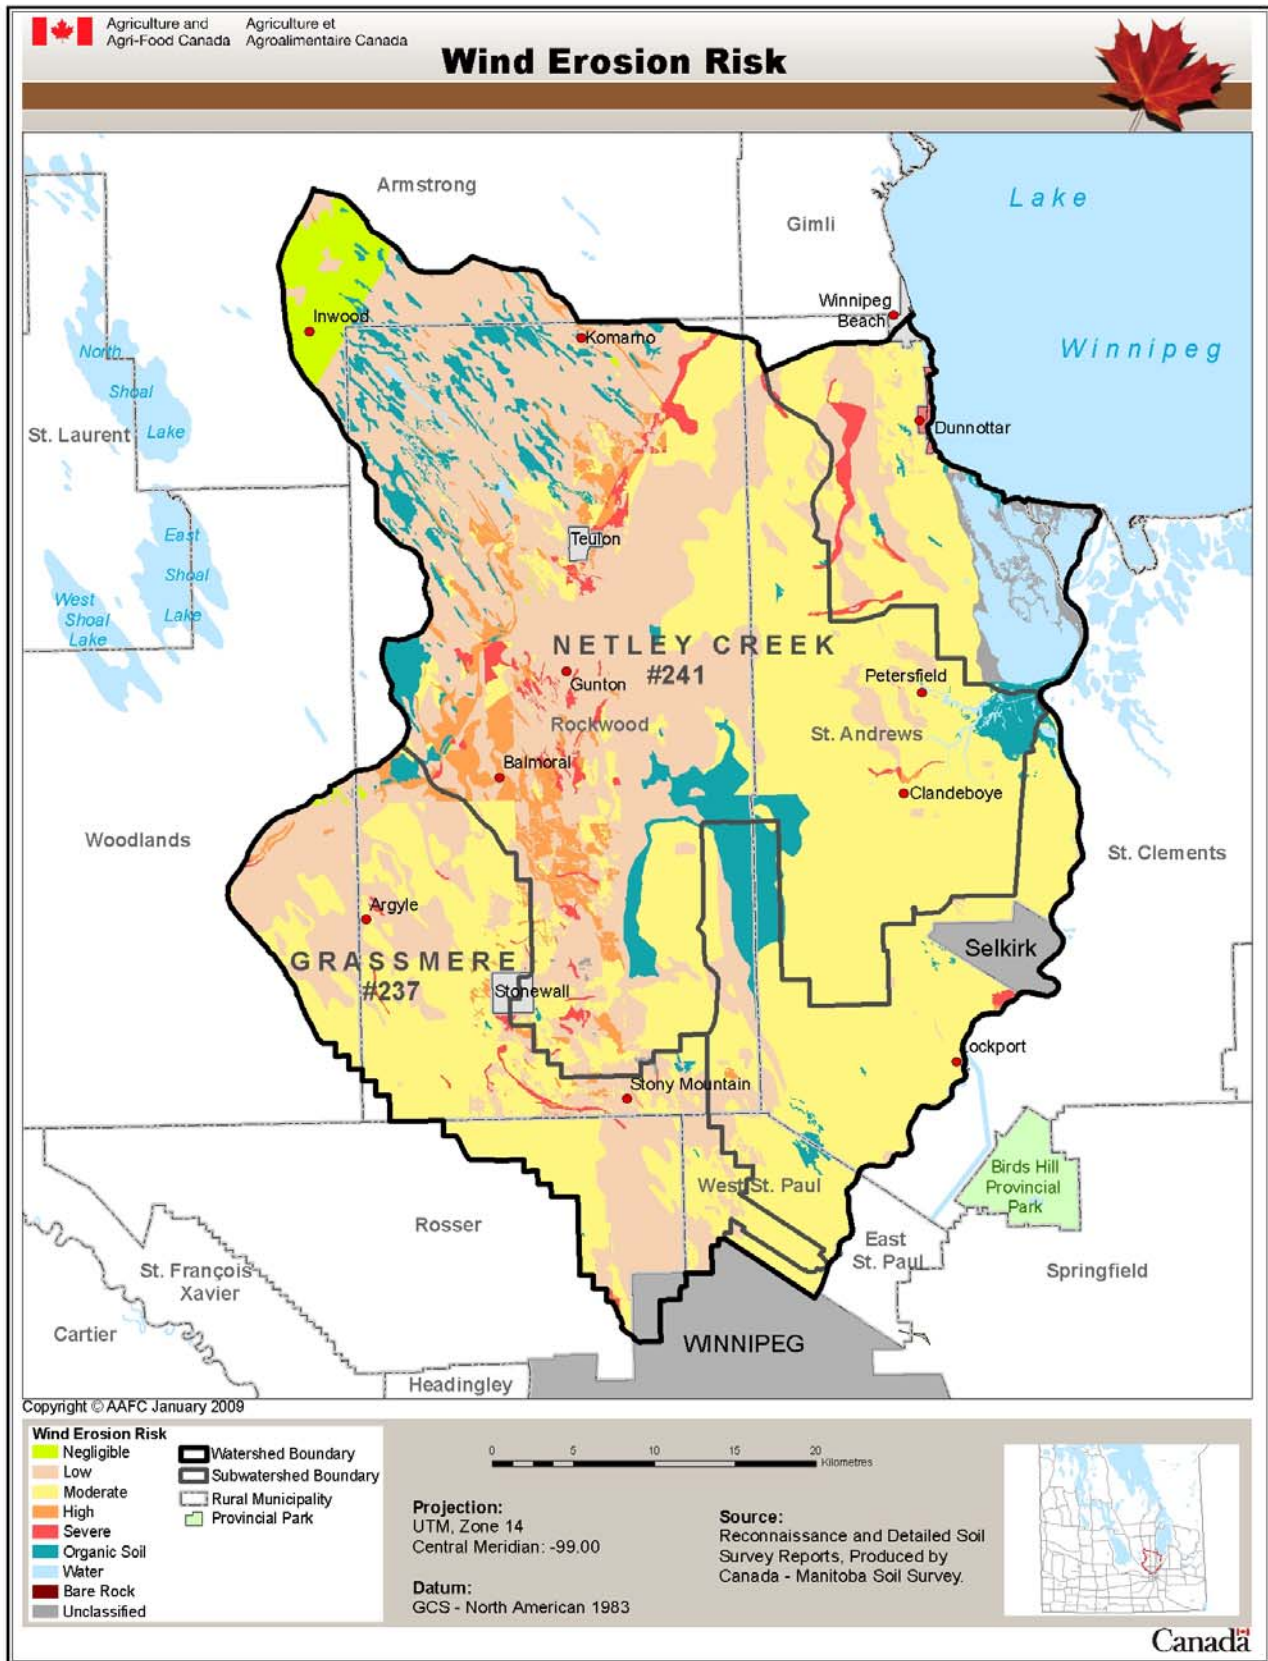 Agriculture and Agriculture et
Agri-Food Canada Agroalimentaire Canada
Wind Erosion Risk
Armstrong
Lake
Gimli
Winnipeg
Beach
Inwood
Komarno
Winnipeg
North
Shoal
Lake
St. Laurent
Dunnottar
East
Shoal
Lake
Teulon
West
Shoal
Lake
NETLEY CREEK
#241
Gunton
Petersfield
Rockwood
St. Andrews
Balmoral
Clandeboye
Woodlands
St. Clements
Argyle
GRASSMERE
#237
Selkirk
Stonewall
ockport
Stony Mountain
Birds Hill
Provincial
Park
West St. Paul
Rosser
East
St. Paul
St. François
Xavier
Springfield
Cartier
WINNIPEG
Headingley
Copyright © AAFC January 2009
Wind Erosion Risk
Negligible
Low
Moderate
High
Severe
Organic Soil
Water
Bare Rock
Unclassified
Watershed Boundary
Subwatershed Boundary
Rural Municipality
Provincial Park
0 5 10 15 20
Kilometres
Projection:
UTM, Zone 14
Central Meridian: -99.00
Datum:
GCS - North American 1983
Source:
Reconnaissance and Detailed Soil
Survey Reports, Produced by
Canada - Manitoba Soil Survey.
Canada